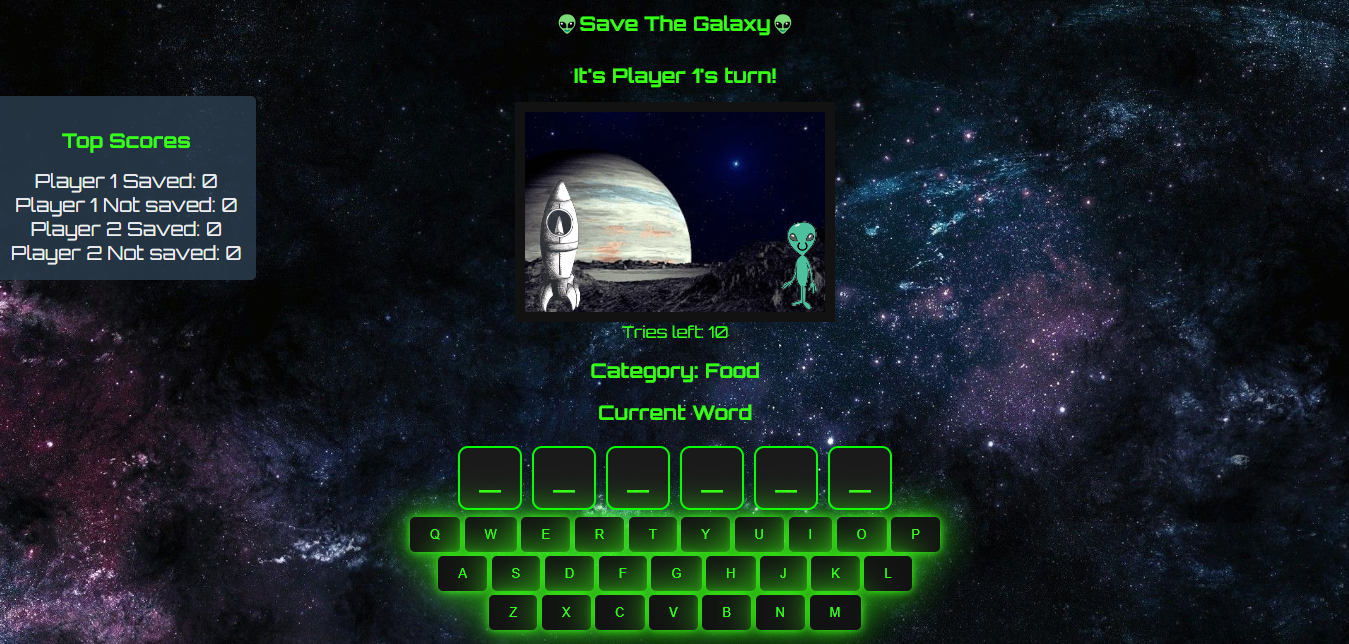 👽Save The Galaxy👽
It's Player 1's turn!
Top Scores
Player 1 Saved: 0
Player 1 Not saved: 0
Player 2 Saved: 0
Player 2 Not saved: 0
Tries left: 10
Category: Food
Current Word
_ _ _ _ _ _
Q W E R T Y U I O P
A S D F G H J K L
Z X C V B N M